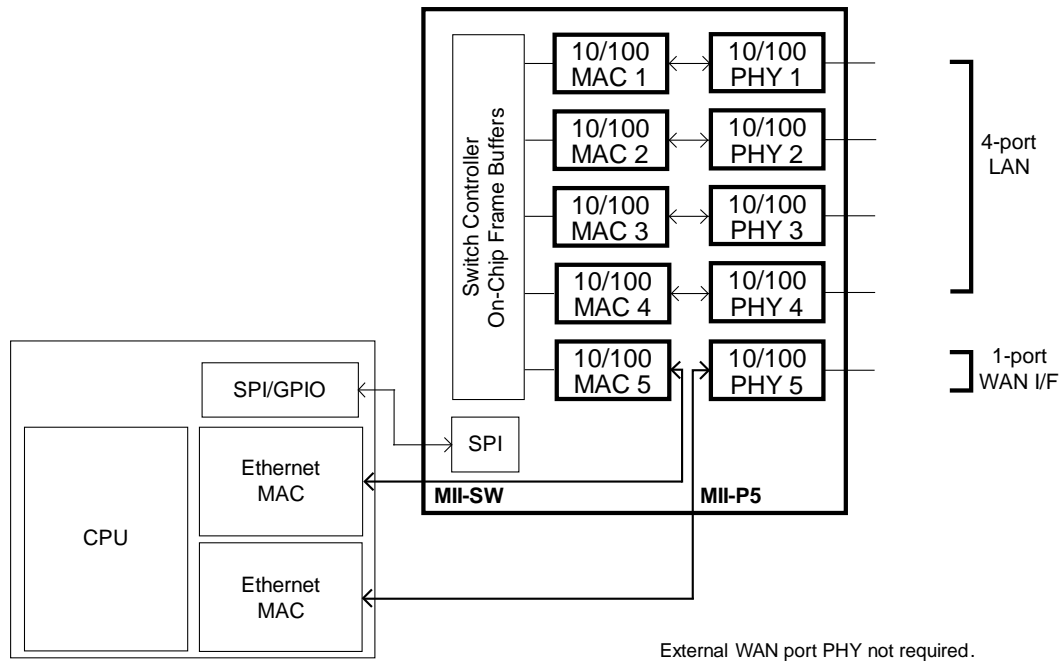 10/100
MAC 1
10/100
PHY 1
10/100
MAC 2
10/100
PHY 2
10/100
MAC 3
10/100
PHY 3
10/100
MAC 4
10/100
PHY 4
10/100
MAC 5
10/100
PHY 5
Switch Controller
On-Chip Frame Buffers
4-port
LAN
1-port
WAN I/F
SPI/GPIO
SPI
Ethernet
MAC
MII-SW
MII-P5
CPU
Ethernet
MAC
External WAN port PHY not required.